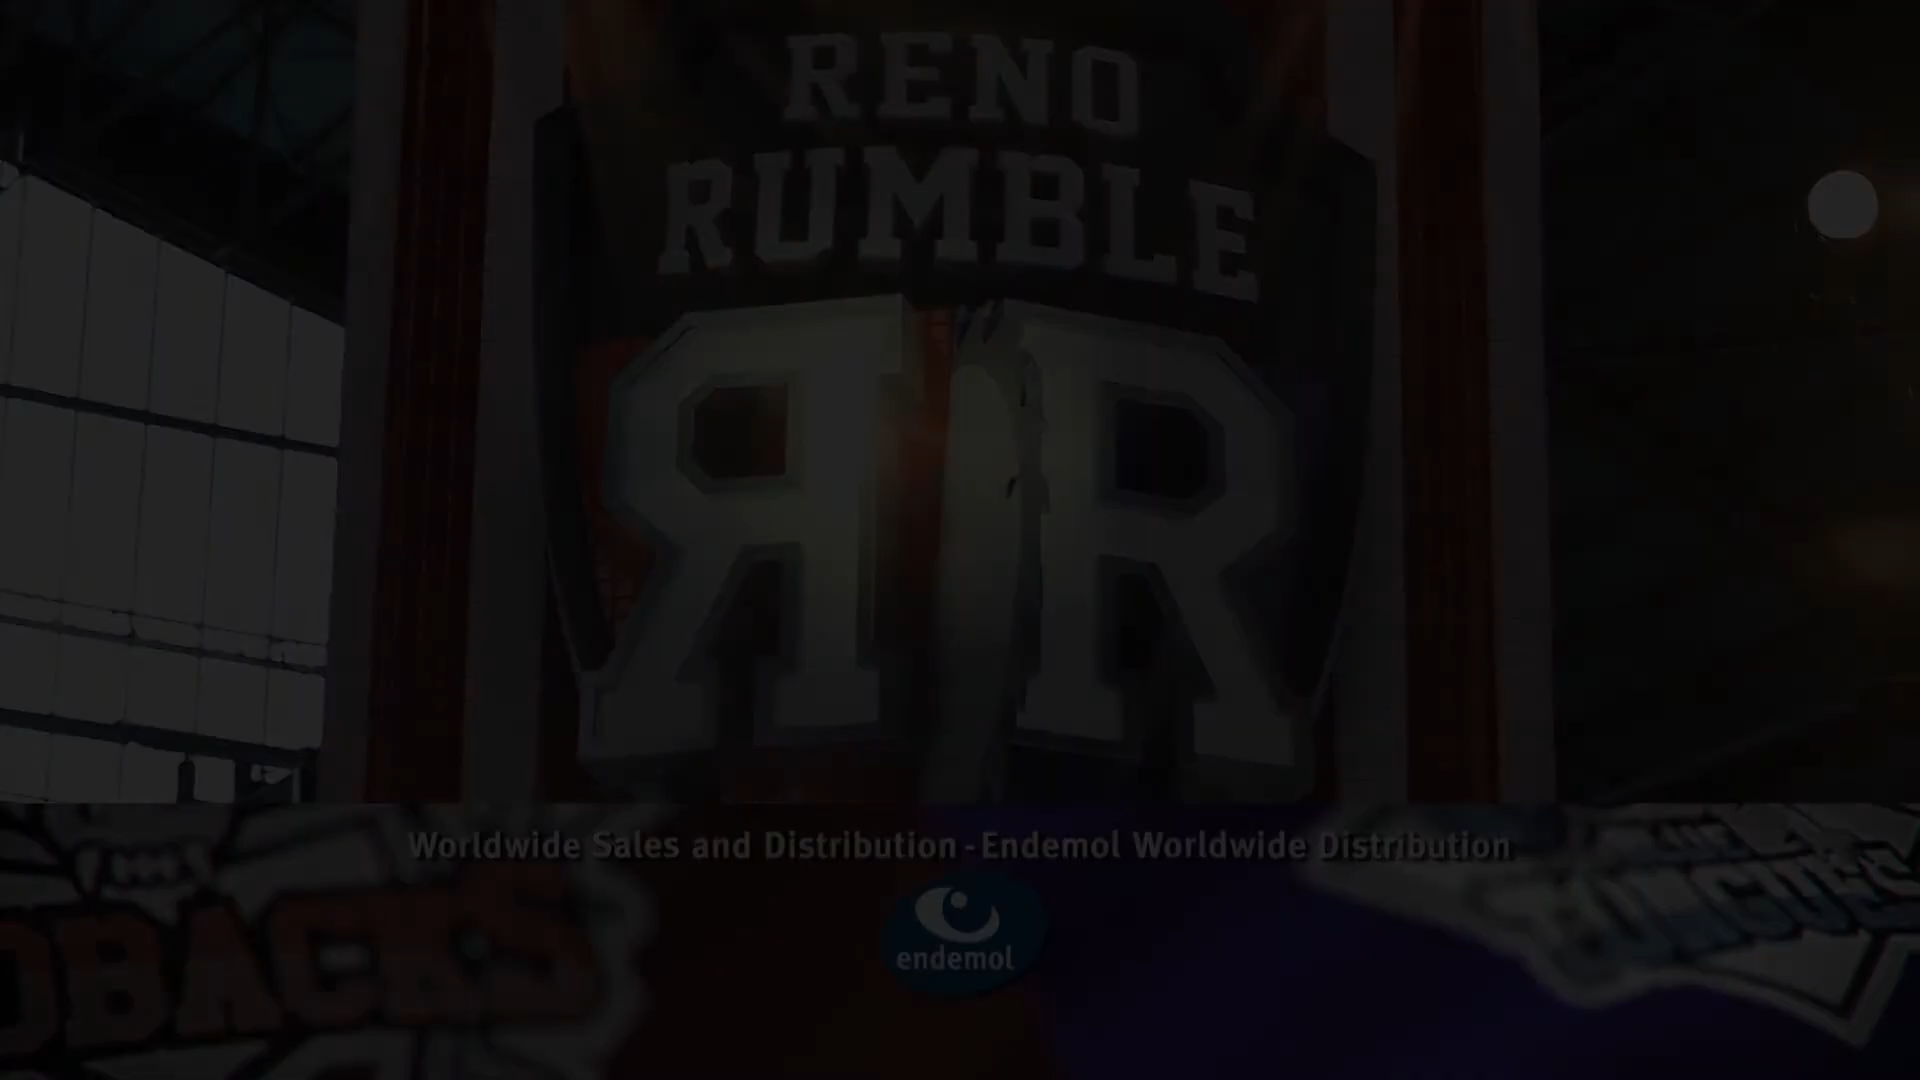 RENO
RUMBLE
RR
Worldwide Sales and Distribution - Endemol Worldwide Distribution
endemol